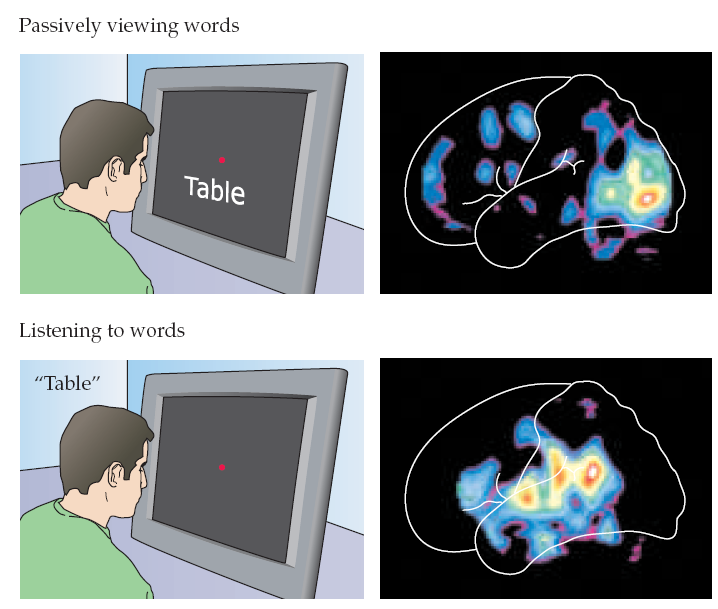 Passively viewing words
Table
Listening to words
“Table”